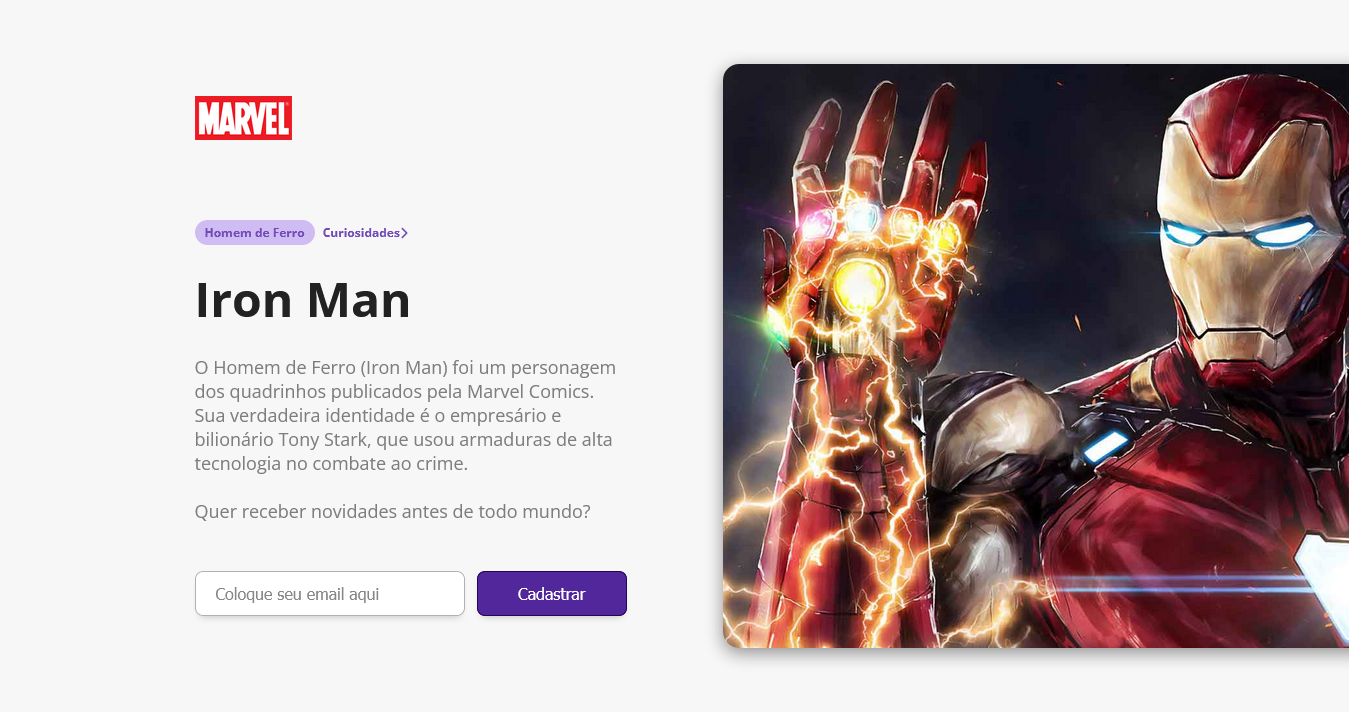 MARVEL
Homem de Ferro Curiosidades
Iron Man
O Homem de Ferro (Iron Man) foi um personagem
dos quadrinhos publicados pela Marvel Comics.
Sua verdadeira identidade é o empresário e
bilionário Tony Stark, que usou armaduras de alta
tecnologia no combate ao crime.
Quer receber novidades antes de todo mundo?
Coloque seu email aqui Cadastrar